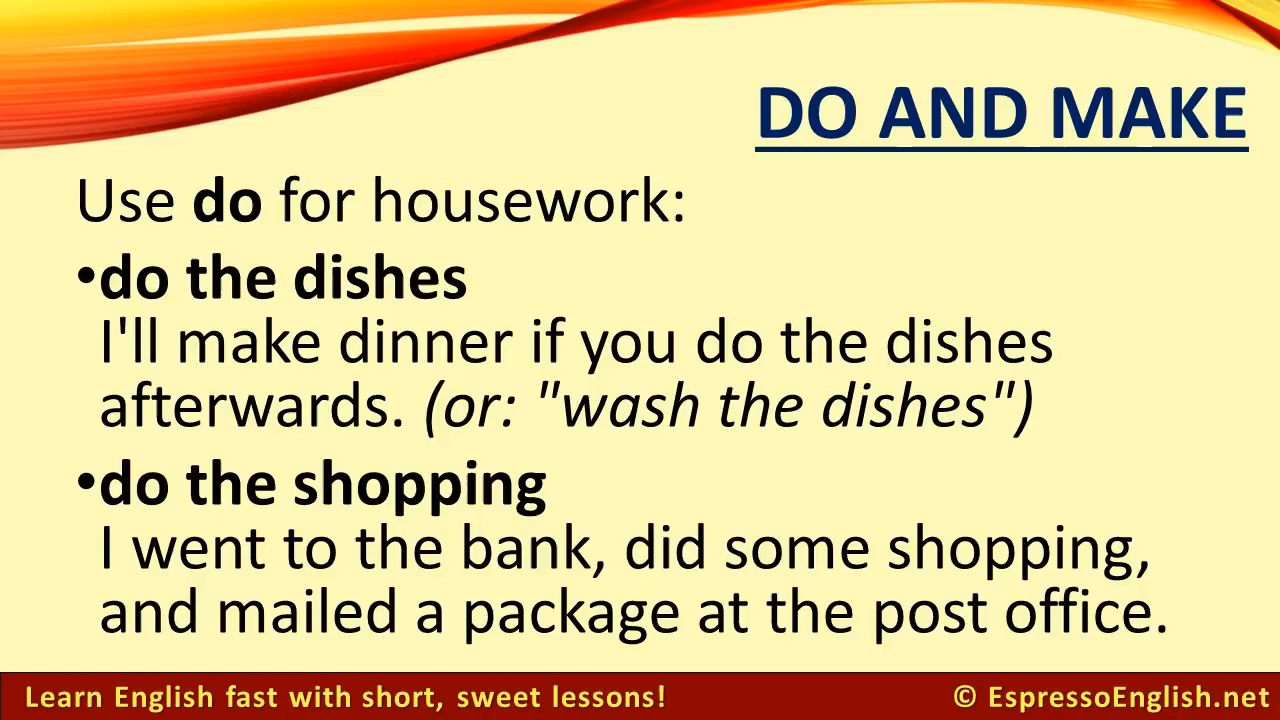 DO AND MAKE
Use do for housework:
•do the dishes
I'll make dinner if you do the dishes
afterwards. (or: "wash the dishes")
•do the shopping
I went to the bank, did some shopping,
and mailed a package at the post office.
Learn English fast with short, sweet lessons!
© EspressoEnglish.net